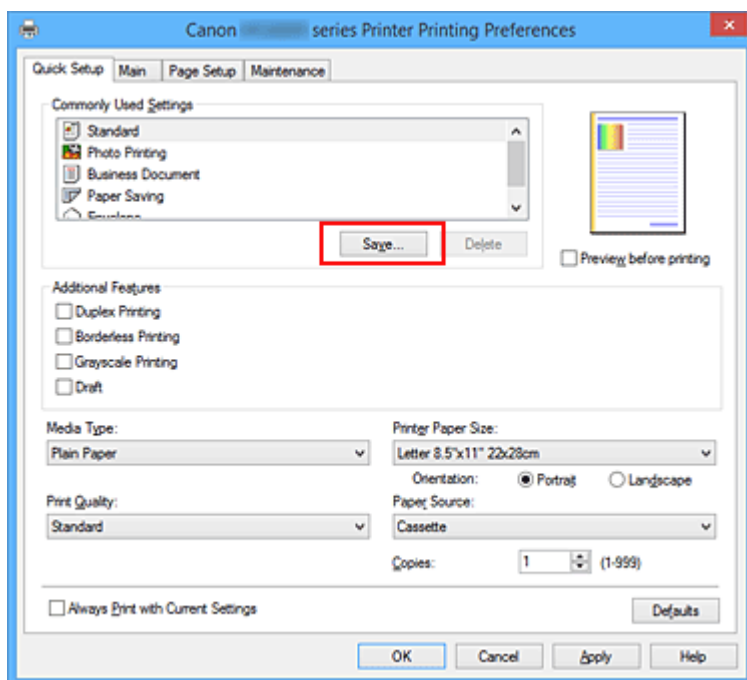 Canon series Printer Printing Preferences
Quick Setup Main Page Setup Maintenance
Commonly Used Settings
Standard
Photo Printing
Business Document
Paper Saving
Envelope
Save... Delete
Preview before printing
Additional Features
Duplex Printing
Borderless Printing
Grayscale Printing
Draft
Media Type: Printer Paper Size:
Plain Paper Letter 8.5"x11" 22x28cm
Orientation: Portrait Landscape
Print Quality: Paper Source:
Standard Cassette
Copies: 1 (1-999)
Always Print with Current Settings Defaults
OK Cancel Apply Help